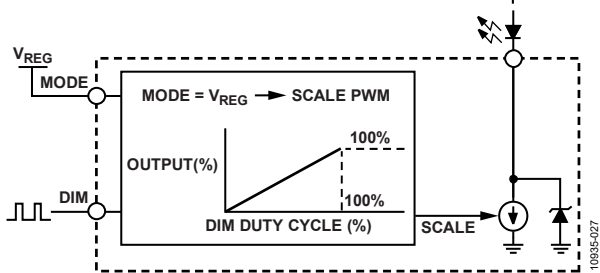 VREG
MODE
MODE = VREG → SCALE PWM
100%
OUTPUT(%)
100%
DIM
DIM DUTY CYCLE (%)
SCALE
10935-027